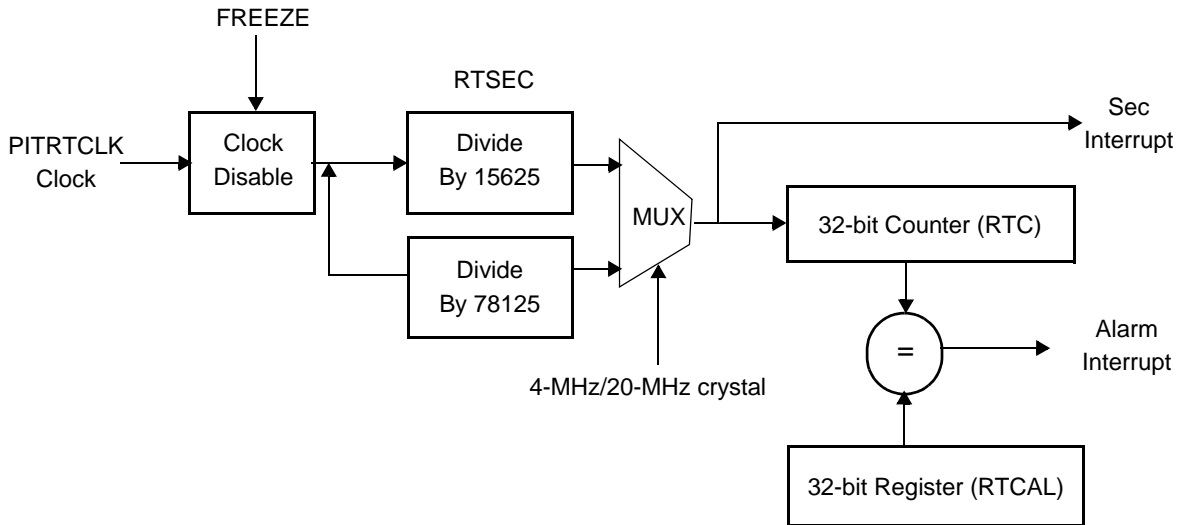 FREEZE
RTSEC
PITRTCLK
Clock
Clock
Disable
Divide
By 15625
Sec
Interrupt
MUX
32-bit Counter (RTC)
Divide
By 78125
=
Alarm
Interrupt
4-MHz/20-MHz crystal
32-bit Register (RTCAL)